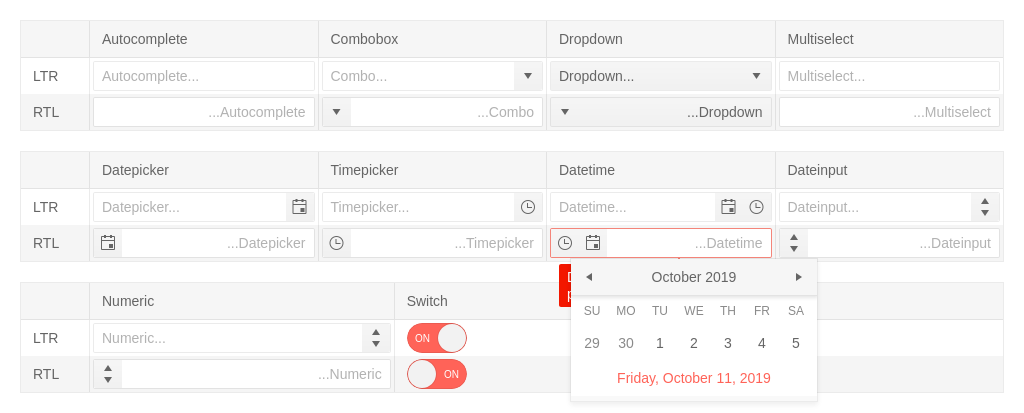 Autocomplete Combobox Dropdown Multiselect
LTR Autocomplete... Combo... Dropdown... Multiselect...
RTL ...Autocomplete ...Combo ...Dropdown ...Multiselect
Datepicker Timepicker Datetime Dateinput
LTR Datepicker... Timepicker... Datetime... Dateinput...
RTL ...Datepicker ...Timepicker ...Datetime ...Dateinput
October 2019
Numeric Switch
SU MO TU WE TH FR SA
LTR Numeric... ON
29 30 1 2 3 4 5
RTL ...Numeric ON
Friday, October 11, 2019